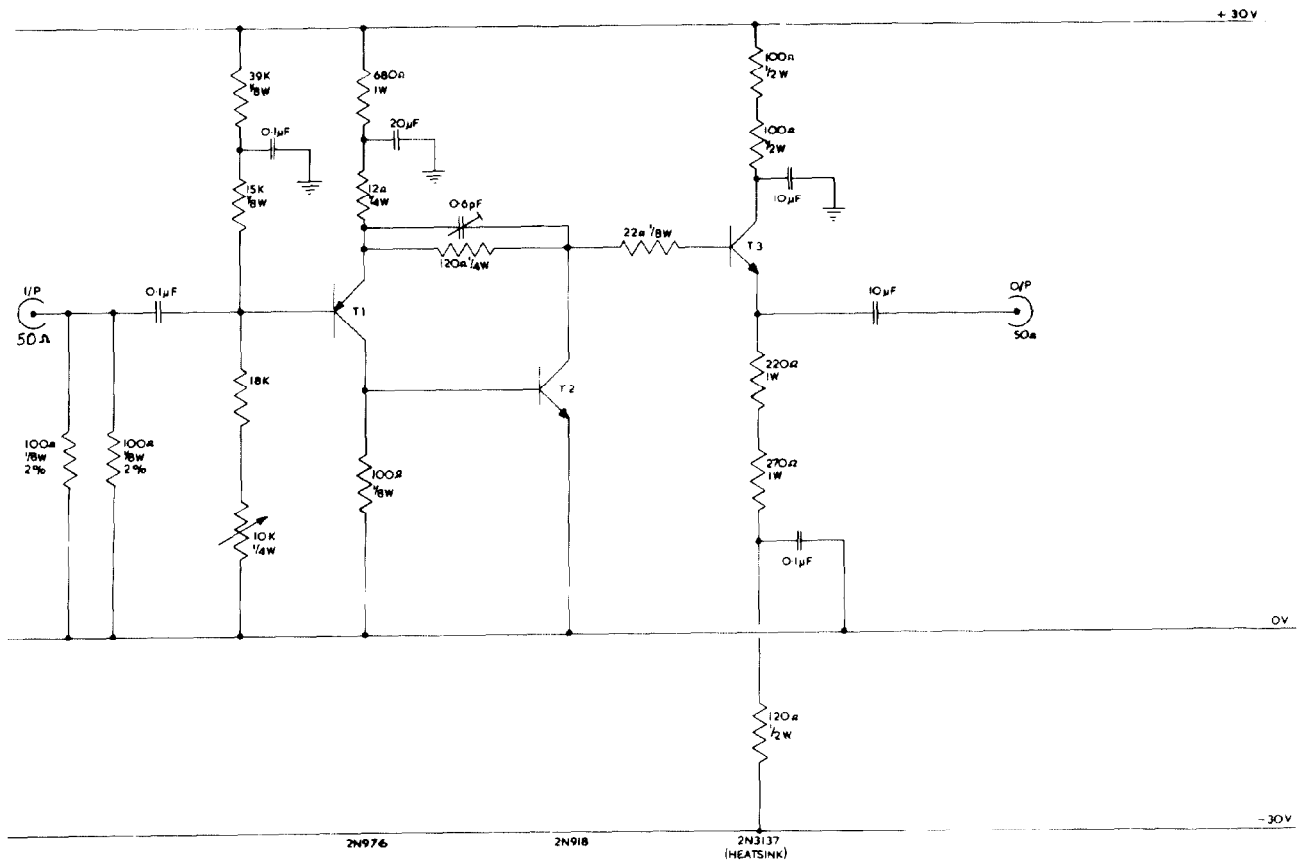 + 30V
39K
1/8W
680Ω
1W
100Ω
1/2W
0·1µF
20µF
100Ω
1/2W
15K
1/8W
12Ω
1/4W
10µF
0·6pF
22Ω 1/8W
120Ω 1/4W
T3
I/P
50Ω
0·1µF
T1
10µF
O/P
50Ω
18K
T2
220Ω
1W
100Ω
1/8W
2%
100Ω
1/8W
2%
100Ω
1/8W
270Ω
1W
10K
1/4W
0·1µF
0V
120Ω
1/2W
-30V
2N976
2N918
2N3137
(HEATSINK)